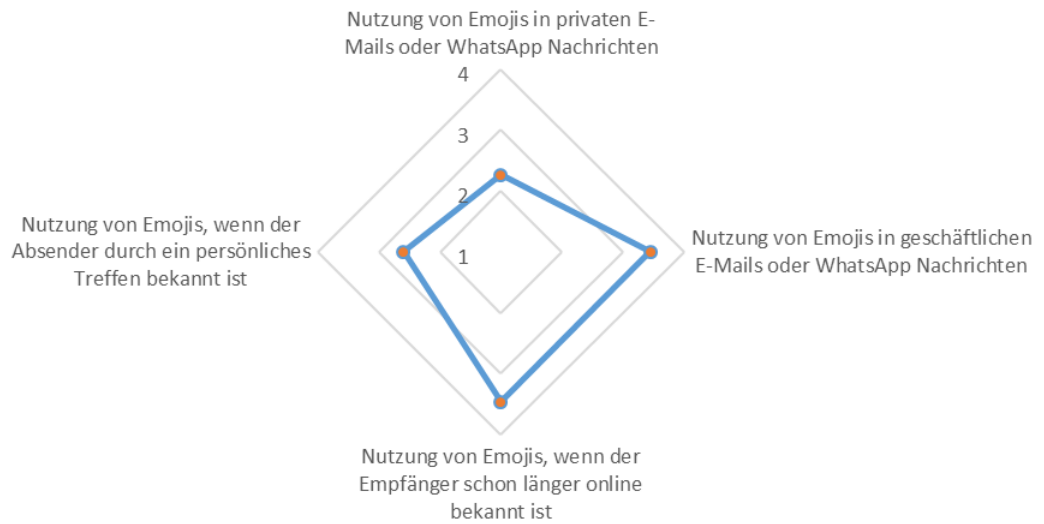 Nutzung von Emojis in privaten E-
Mails oder WhatsApp Nachrichten
4
3
2
1
Nutzung von Emojis in geschäftlichen
E-Mails oder WhatsApp Nachrichten
Nutzung von Emojis, wenn der
Empfänger schon länger online
bekannt ist
Nutzung von Emojis, wenn der
Absender durch ein persönliches
Treffen bekannt ist